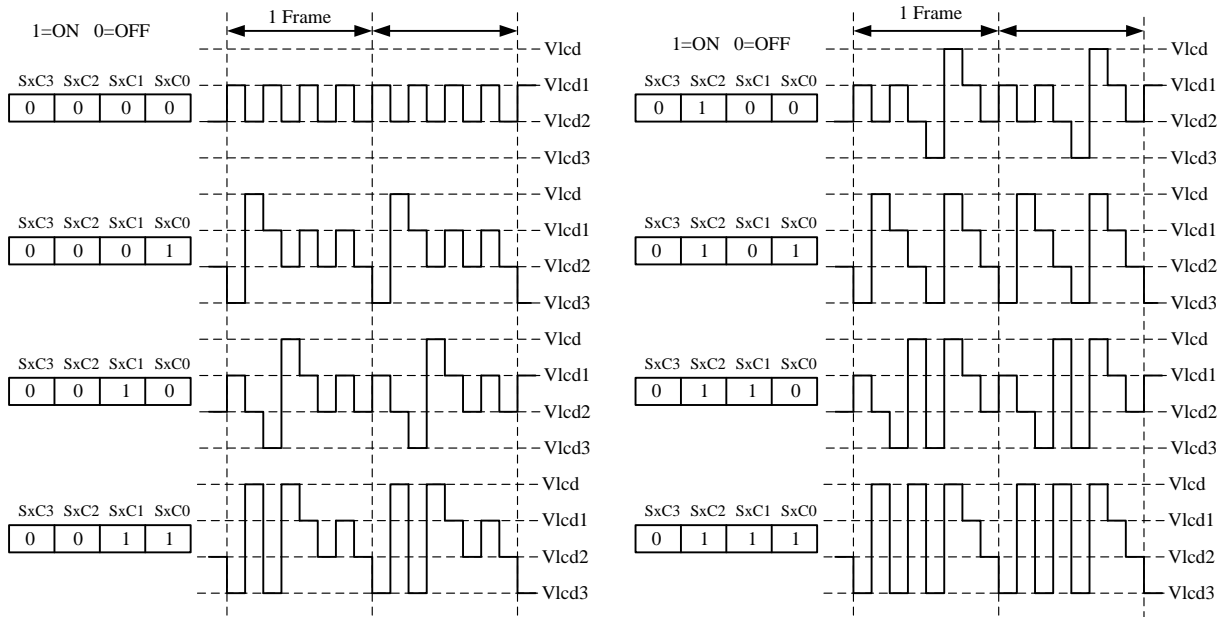 1=ON 0=OFF
1 Frame
Vlcd
Vlcd1
Vlcd2
Vlcd3
SxC3 SxC2 SxC1 SxC0
0 0 0 0
Vlcd
Vlcd1
Vlcd2
Vlcd3
SxC3 SxC2 SxC1 SxC0
0 0 0 1
Vlcd
Vlcd1
Vlcd2
Vlcd3
SxC3 SxC2 SxC1 SxC0
0 0 1 0
Vlcd
Vlcd1
Vlcd2
Vlcd3
SxC3 SxC2 SxC1 SxC0
0 0 1 1
1=ON 0=OFF
1 Frame
Vlcd
Vlcd1
Vlcd2
Vlcd3
SxC3 SxC2 SxC1 SxC0
0 1 0 0
Vlcd
Vlcd1
Vlcd2
Vlcd3
SxC3 SxC2 SxC1 SxC0
0 1 0 1
Vlcd
Vlcd1
Vlcd2
Vlcd3
SxC3 SxC2 SxC1 SxC0
0 1 1 0
Vlcd
Vlcd1
Vlcd2
Vlcd3
SxC3 SxC2 SxC1 SxC0
0 1 1 1